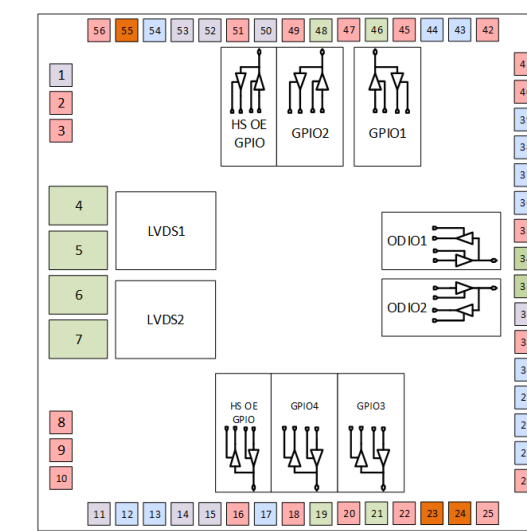 56 55 54 53 52 51 50 49 48 47 46 45 44 43 42
1
2
3
HS OE
GPIO
GPIO2
GPIO1
4
5
6
7
LVDS1
LVDS2
ODIO1
ODIO2
HS OE
GPIO
GPIO4
GPIO3
8
9
10
11 12 13 14 15 16 17 18 19 20 21 22 23 24 25